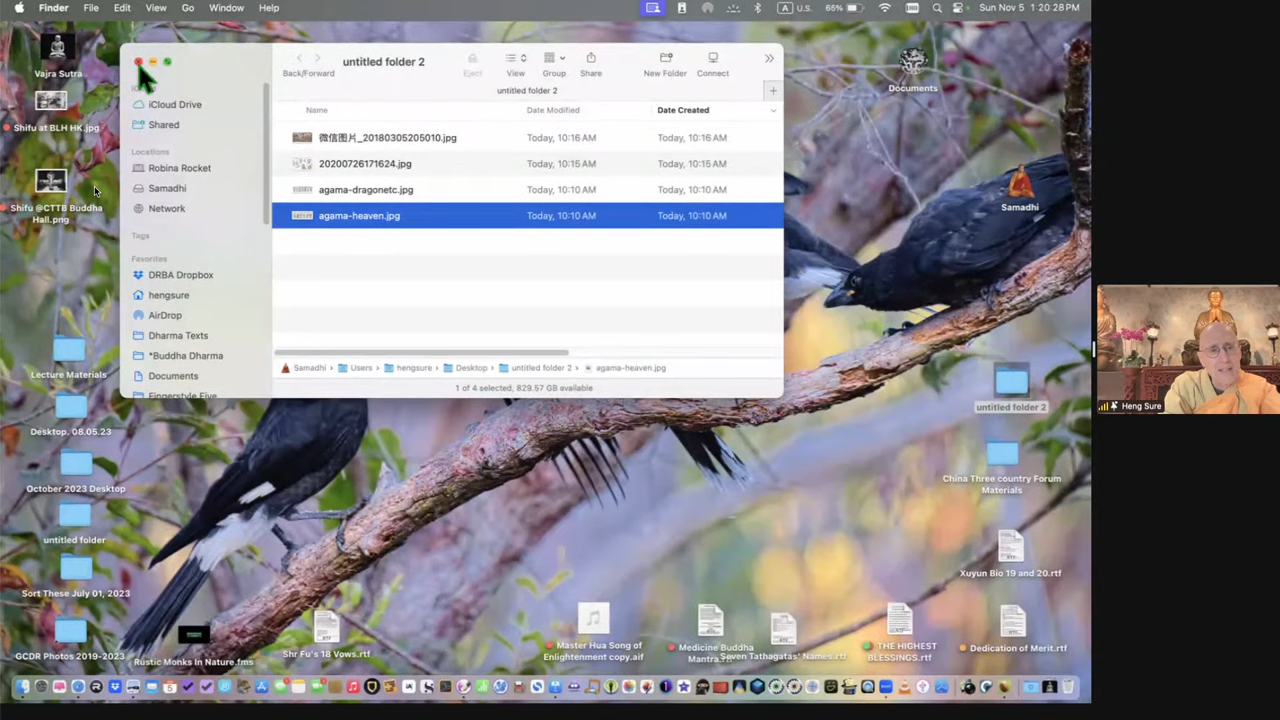 Finder File Edit View Go Window Help
A U.S. 66% Sun Nov 5 1:20:28 PM
Vajra Sutra
Shifu at BLH HK.jpg
Shifu @CTTB Buddha
Hall.png
Lecture Materials
Desktop, 08.05.23
October 2023 Desktop
untitled folder
Sort These July 01, 2023
GCDR Photos 2019-2023
Rustic Monks In Nature.fms
untitled folder 2
Back/Forward Eject View Group Share New Folder Connect
untitled folder 2
iCloud Drive
Shared
Locations
Robina Rocket
Samadhi
Network
Tags
Favorites
DRBA Dropbox
hengsure
AirDrop
Dharma Texts
*Buddha Dharma
Documents
Fingerstyle Five
Name Date Modified Date Created
微信图片_20180305205010.jpg Today, 10:16 AM Today, 10:16 AM
20200726171624.jpg Today, 10:15 AM Today, 10:15 AM
agama-dragonetc.jpg Today, 10:10 AM Today, 10:10 AM
agama-heaven.jpg Today, 10:10 AM Today, 10:10 AM
Samadhi › Users › hengsure › Desktop › untitled folder 2 › agama-heaven.jpg
1 of 4 selected, 829.57 GB available
Documents
Samadhi
untitled folder 2
China Three country Forum
Materials
Xuyun Bio 19 and 20.rtf
Shr Fu's 18 Vows.rtf
Master Hua Song of
Enlightenment copy.aif
Medicine Buddha
Mantra.rtf
Seven Tathagatas' Names.rtf
THE HIGHEST
BLESSINGS.rtf
Dedication of Merit.rtf
Heng Sure